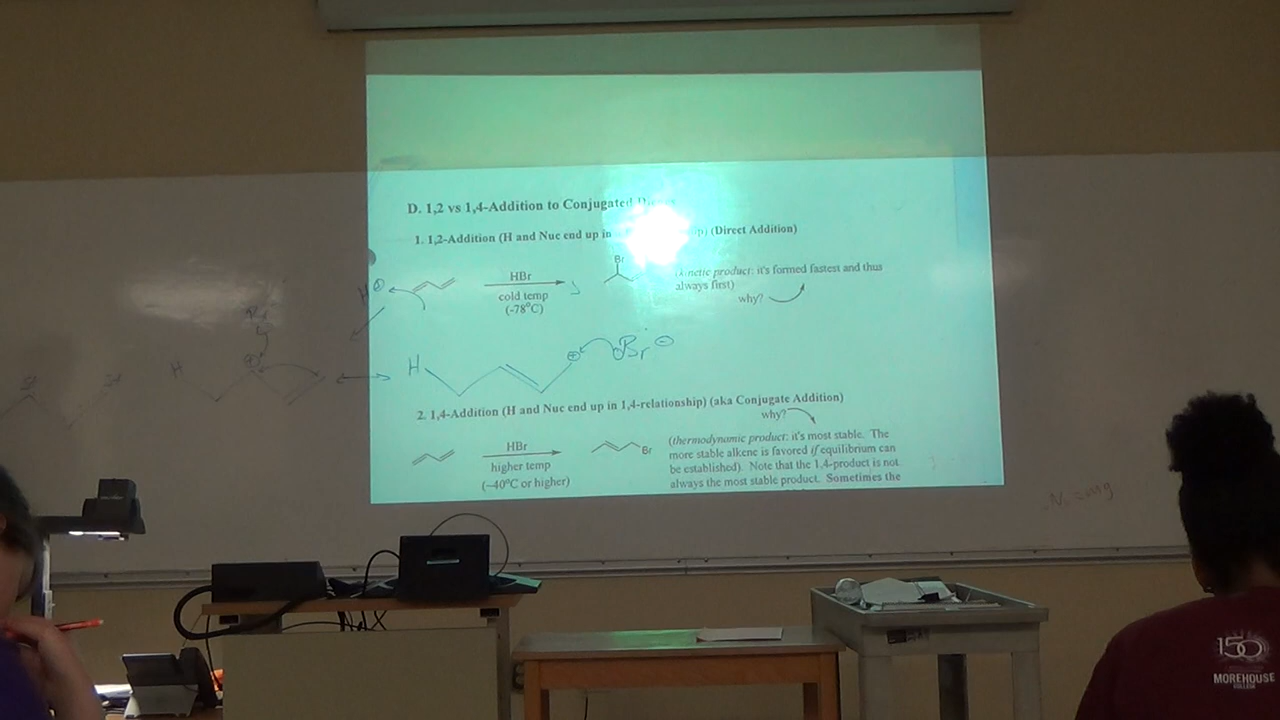 D. 1,2 vs 1,4-Addition to Conjugated
1. 1,2-Addition (H and Nuc end up in (Direct Addition)
Br
HBr
cold temp
(-78°C)
kinetic product: it's formed fastest and thus
always first)
why?
H⊕
Br
H
⊕
H
⊕
Br⊖
2. 1,4-Addition (H and Nuc end up in 1,4-relationship) (aka Conjugate Addition)
why?
HBr
higher temp
(~40°C or higher)
Br
(thermodynamic product: it's most stable. The
more stable alkene is favored if equilibrium can
be established). Note that the 1,4-product is not
always the most stable product. Sometimes the
150
MOREHOUSE
COLLEGE